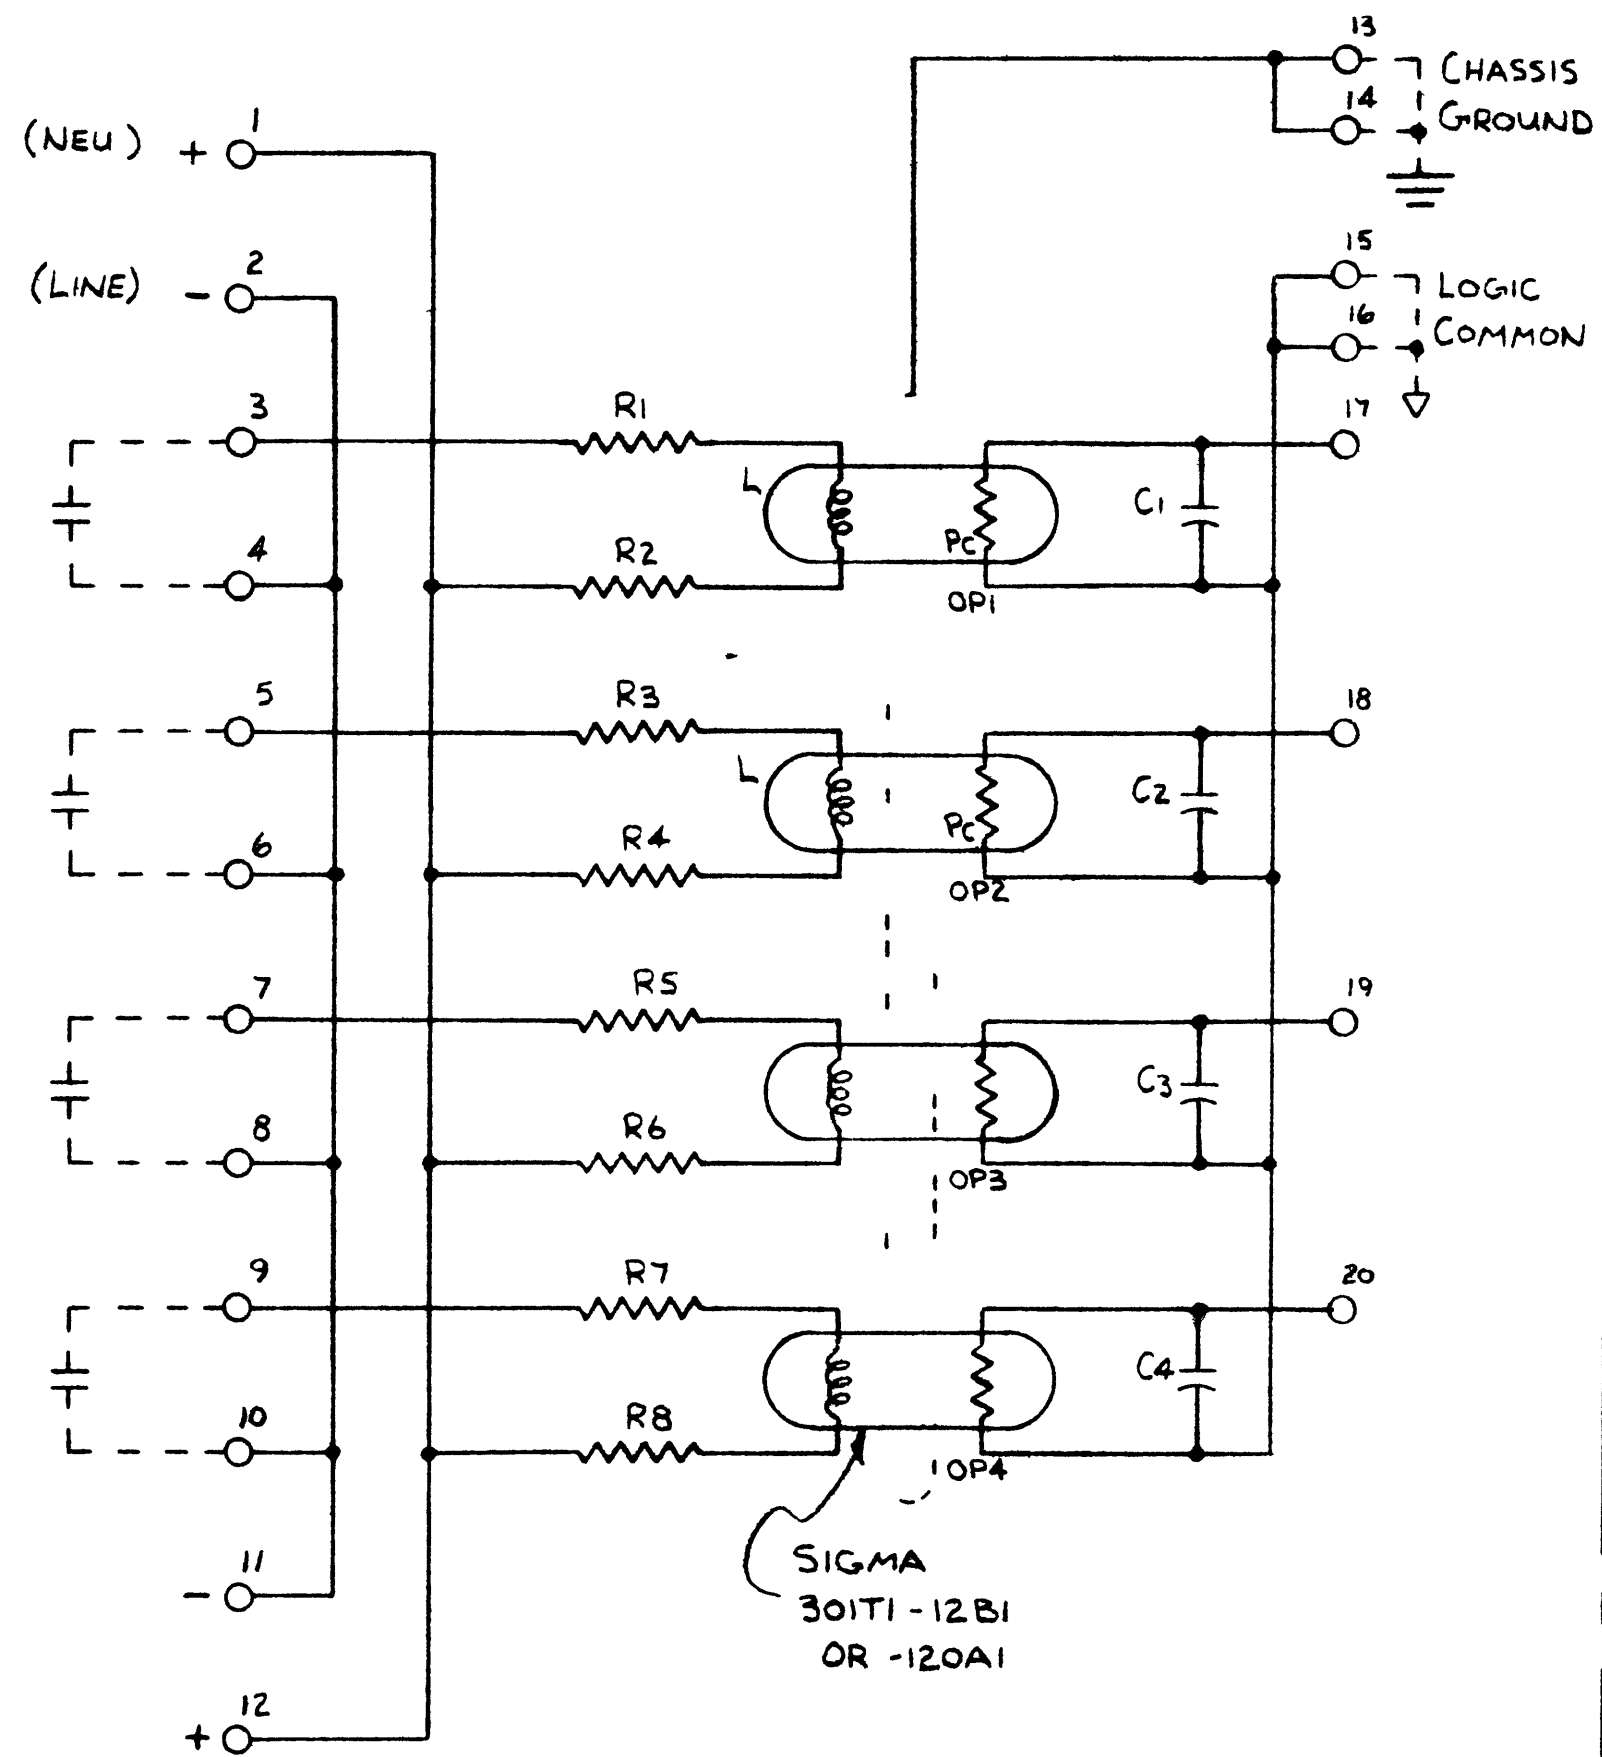 13
CHASSIS
14
GROUND
1
(NEU) +
15
2
LOGIC
(LINE) -
16
COMMON
3
R1
17
L
C1
4
R2
PC
OP1
5
R3
18
L
C2
6
R4
PC
OP2
7
R5
19
C3
8
R6
OP3
9
R7
20
C4
10
R8
OP4
11
-
SIGMA
301T1-12B1
OR -120A1
12
+